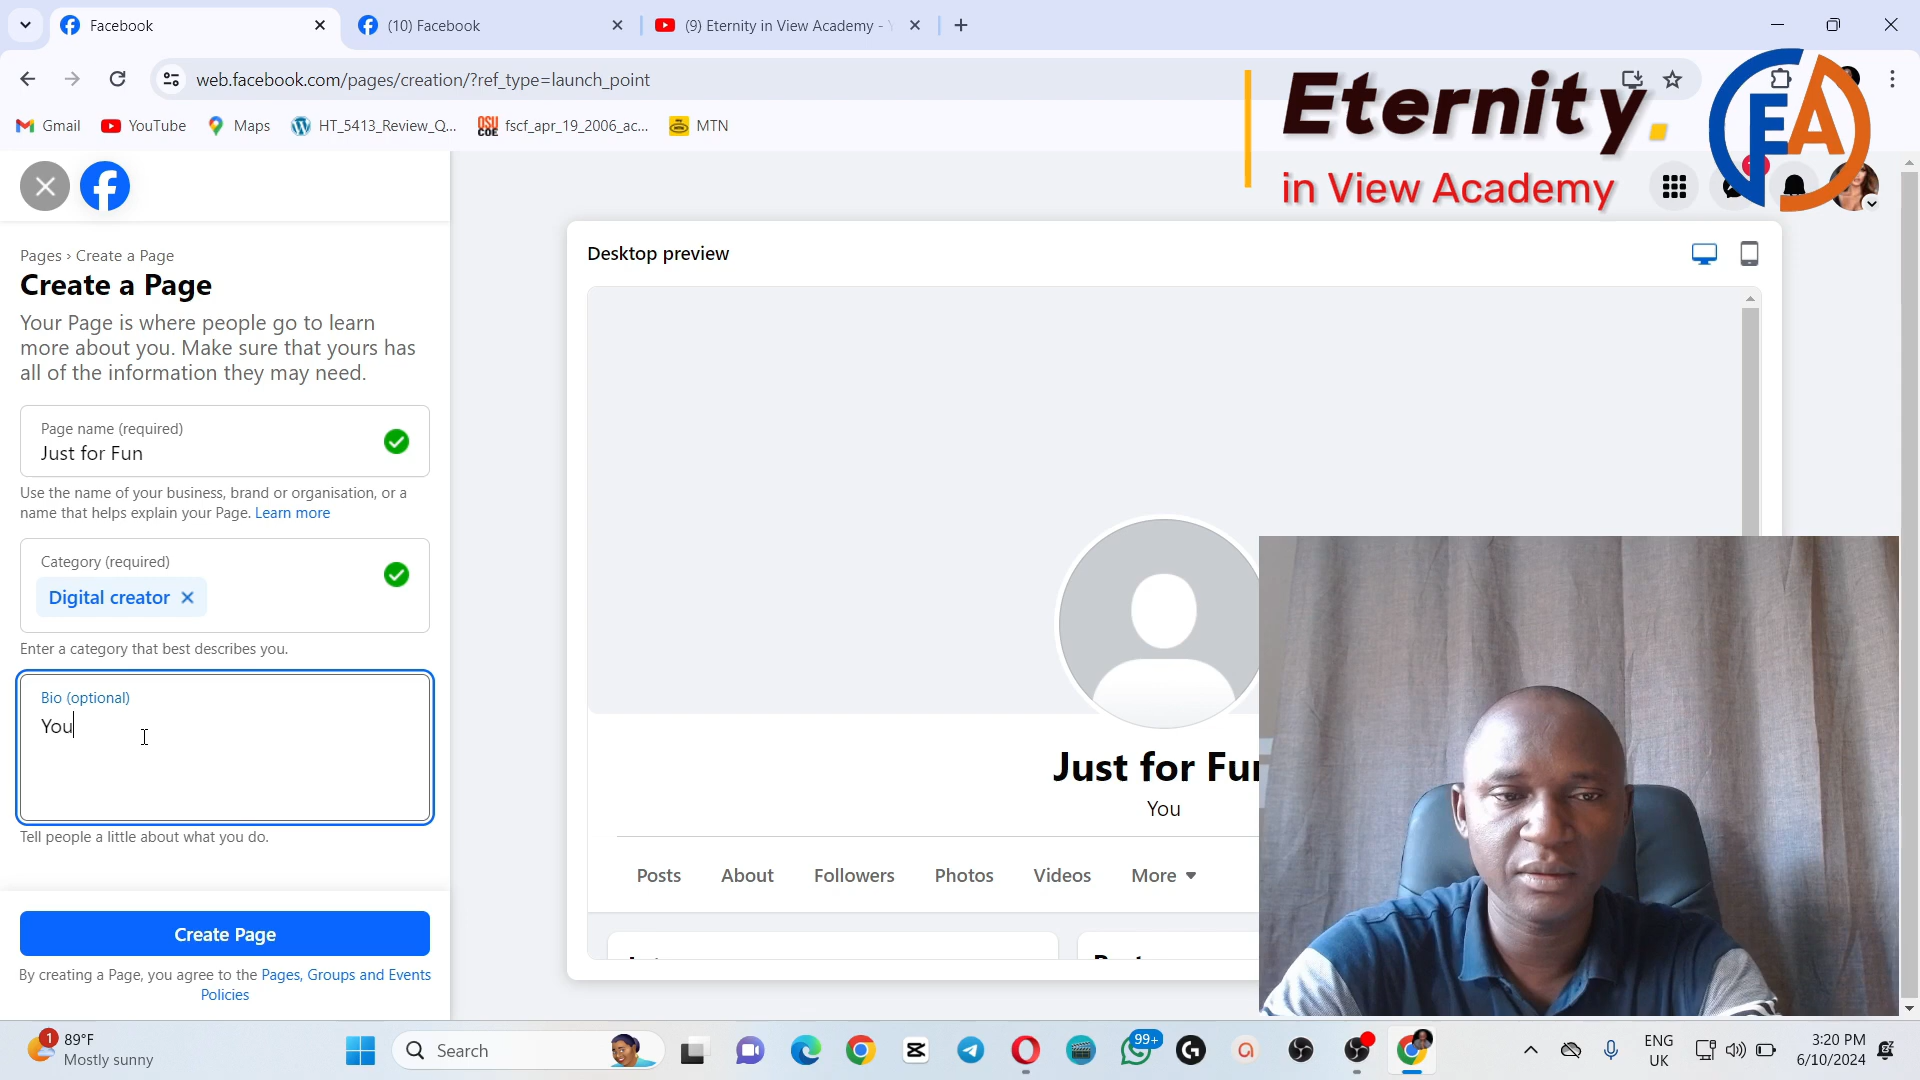 Facebook
(10) Facebook
(9) Eternity in View Academy -
web.facebook.com/pages/creation/?ref_type=launch_point
Gmail
YouTube
Maps
HT_5413_Review_Q...
fscf_apr_19_2006_ac...
MTN
Eternity.
in View Academy
Pages › Create a Page
Create a Page
Your Page is where people go to learn
more about you. Make sure that yours has
all of the information they may need.
Page name (required)
Just for Fun
Use the name of your business, brand or organisation, or a
name that helps explain your Page. Learn more
Category (required)
Digital creator
Enter a category that best describes you.
Bio (optional)
You
Tell people a little about what you do.
Create Page
By creating a Page, you agree to the Pages, Groups and Events
Policies
Desktop preview
Just for Fun
You
Posts
About
Followers
Photos
Videos
More
1
89°F
Mostly sunny
Search
99+
ENG
UK
3:20 PM
6/10/2024